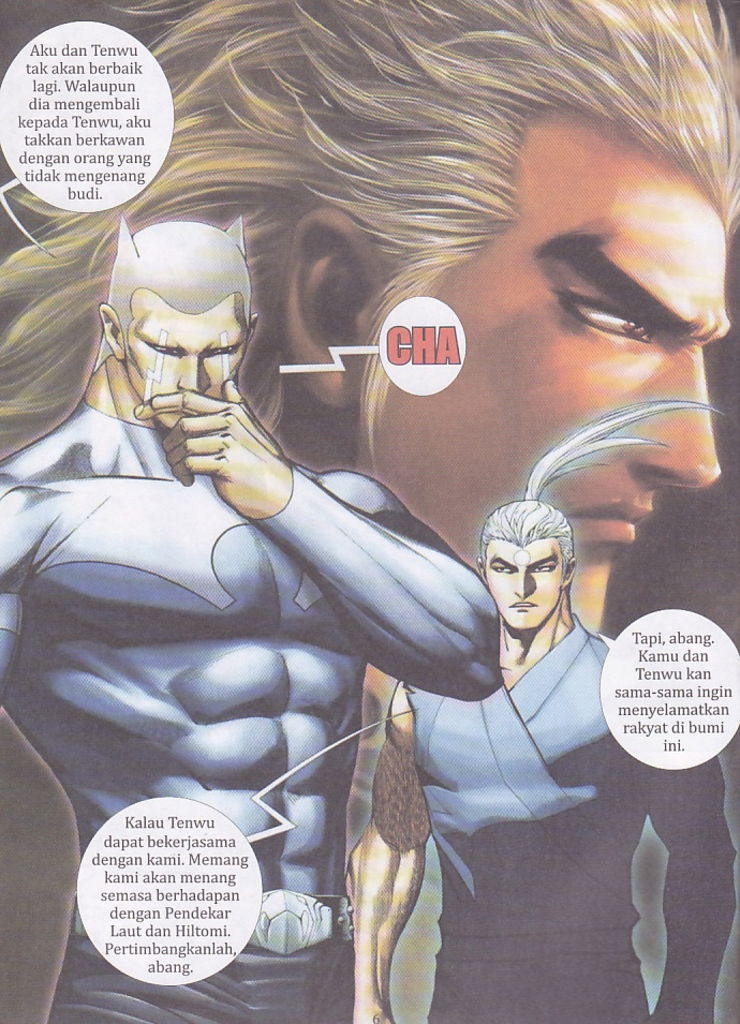 Aku dan Tenwu
tak akan berbaik
lagi. Walaupun
dia mengembali
kepada Tenwu, aku
takkan berkawan
dengan orang yang
tidak mengenang
budi.
CHA
Tapi, abang.
Kamu dan
Tenwu kan
sama-sama ingin
menyelamatkan
rakyat di bumi
ini.
Kalau Tenwu
dapat bekerjasama
dengan kami. Memang
kami akan menang
semasa berhadapan
dengan Pendekar
Laut dan Hiltomi.
Pertimbangkanlah,
abang.
6